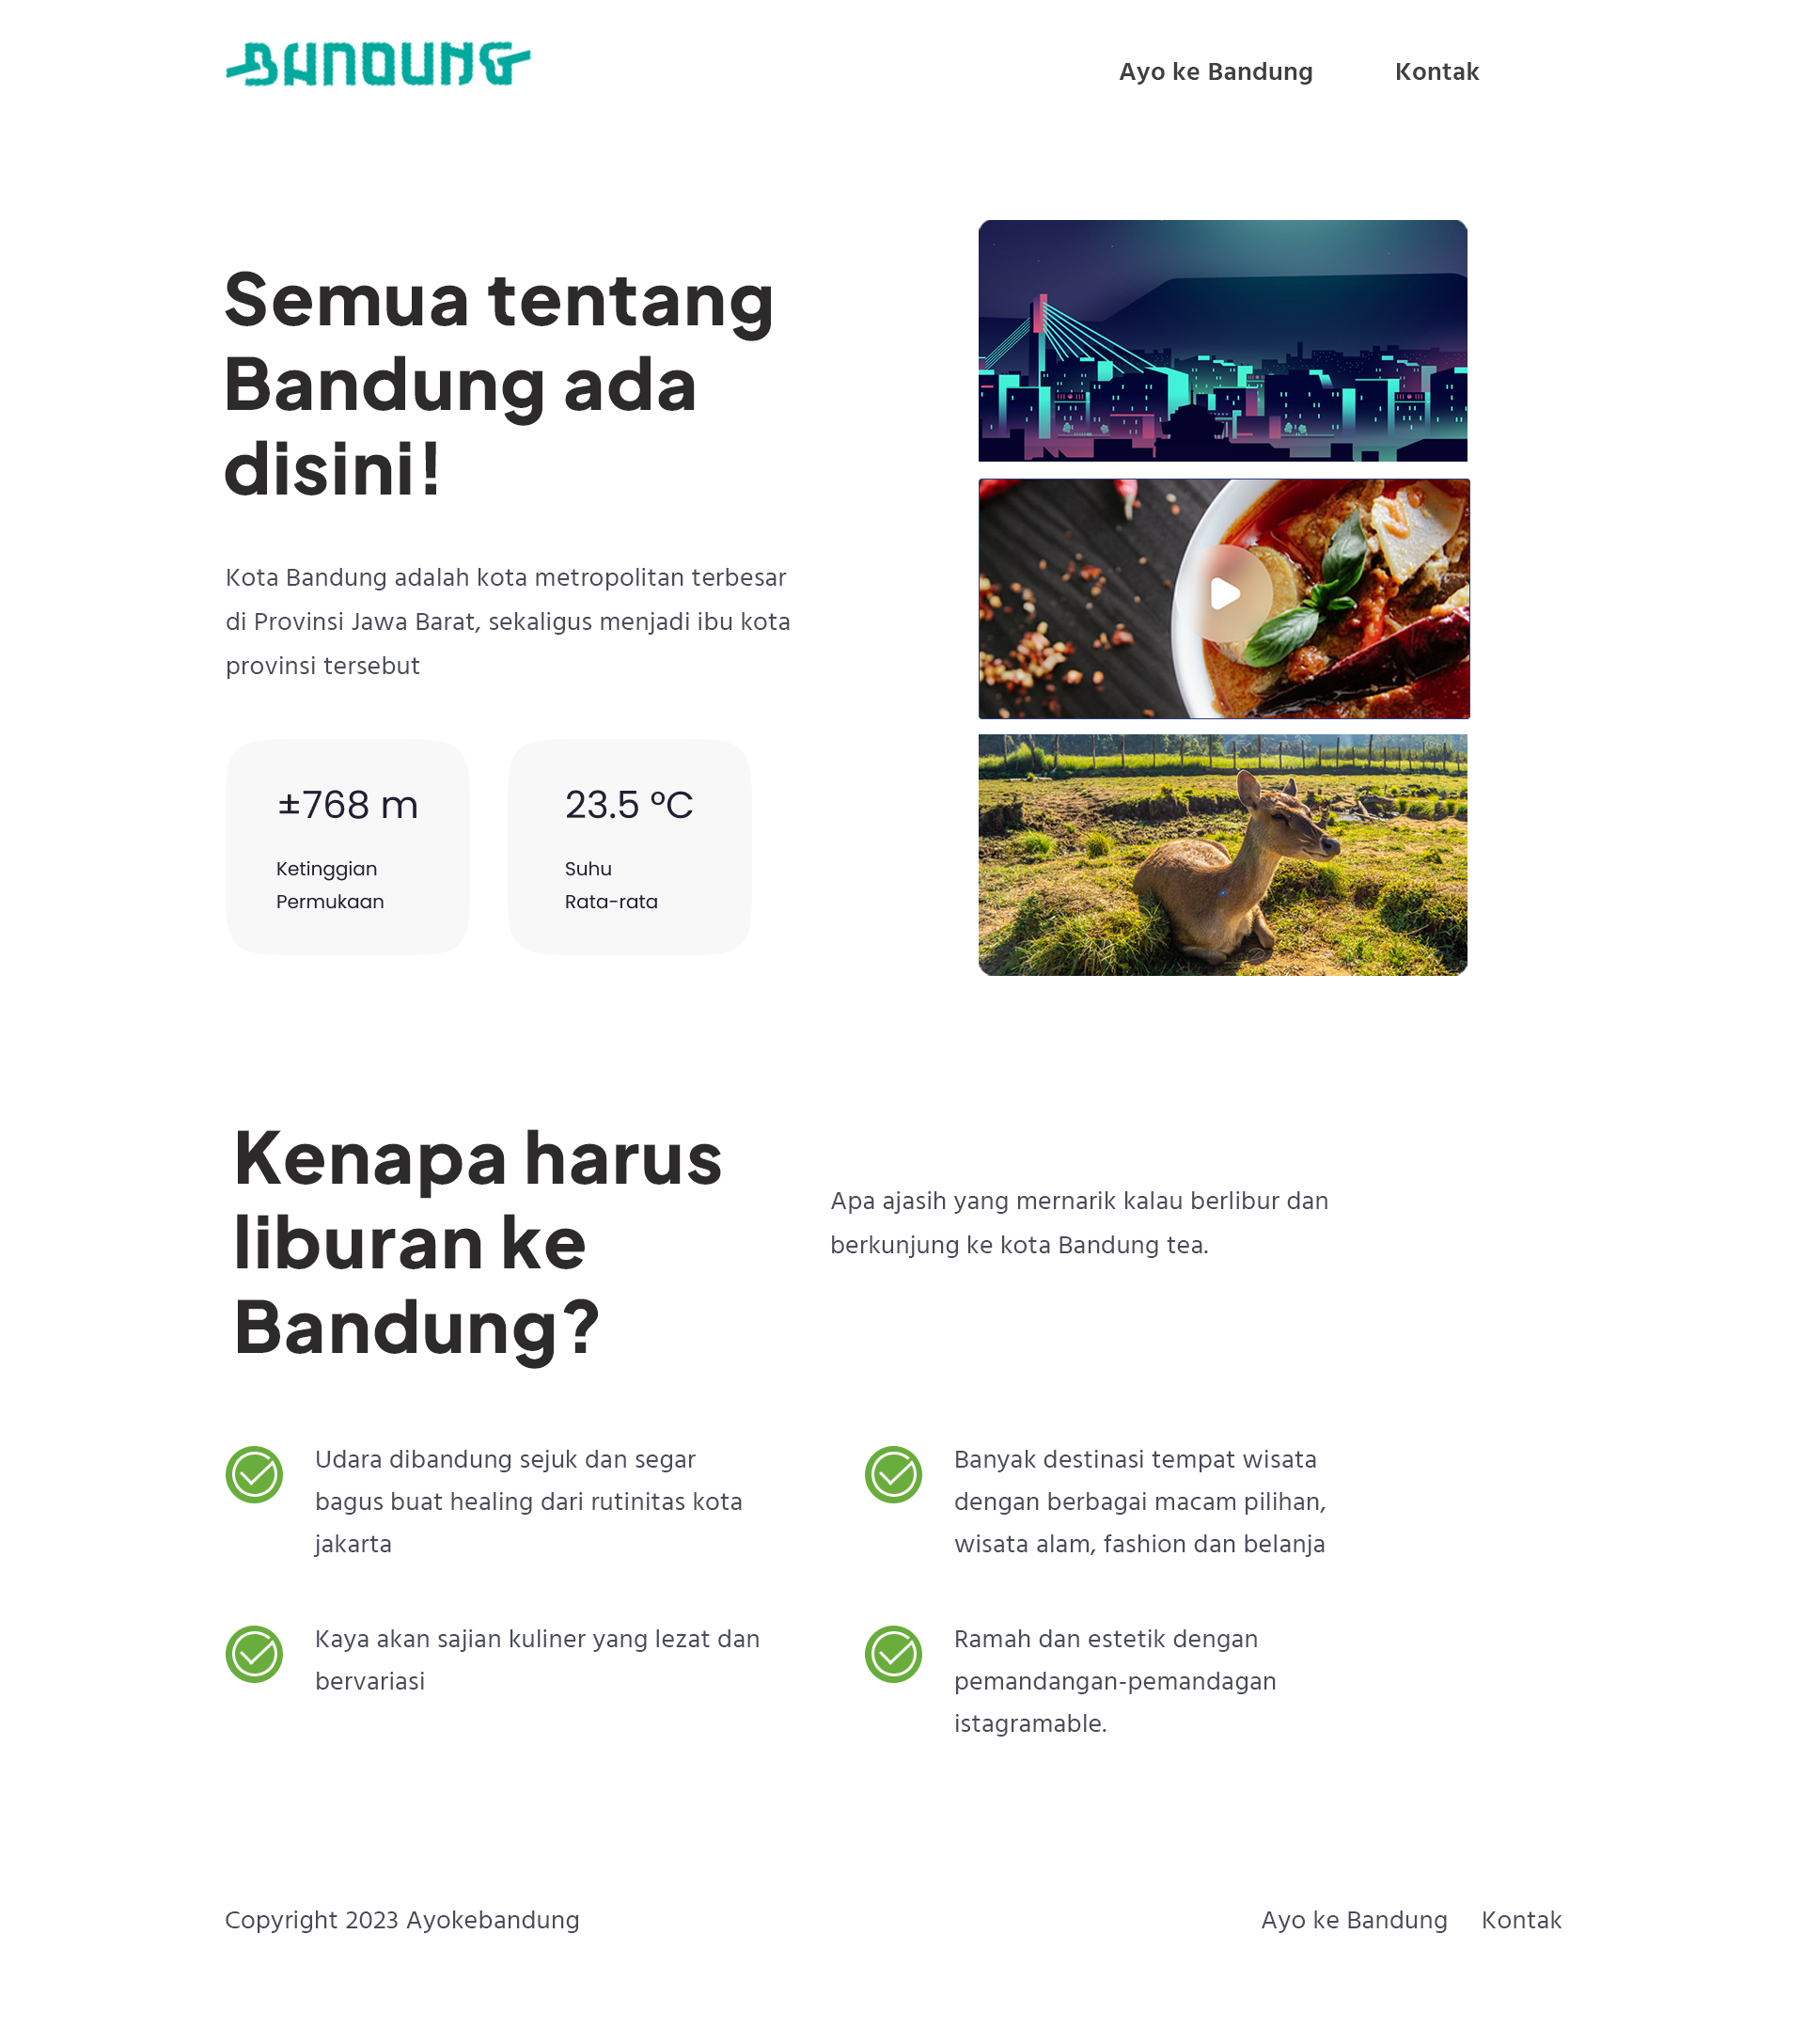 BANDUNG
Ayo ke Bandung
Kontak
Semua tentang
Bandung ada
disini!
Kota Bandung adalah kota metropolitan terbesar
di Provinsi Jawa Barat, sekaligus menjadi ibu kota
provinsi tersebut
±768 m
Ketinggian
Permukaan
23.5 °C
Suhu
Rata-rata
Kenapa harus
liburan ke
Bandung?
Apa ajasih yang mernarik kalau berlibur dan
berkunjung ke kota Bandung tea.
Udara dibandung sejuk dan segar
bagus buat healing dari rutinitas kota
jakarta
Banyak destinasi tempat wisata
dengan berbagai macam pilihan,
wisata alam, fashion dan belanja
Kaya akan sajian kuliner yang lezat dan
bervariasi
Ramah dan estetik dengan
pemandangan-pemandagan
istagramable.
Copyright 2023 Ayokebandung
Ayo ke Bandung
Kontak